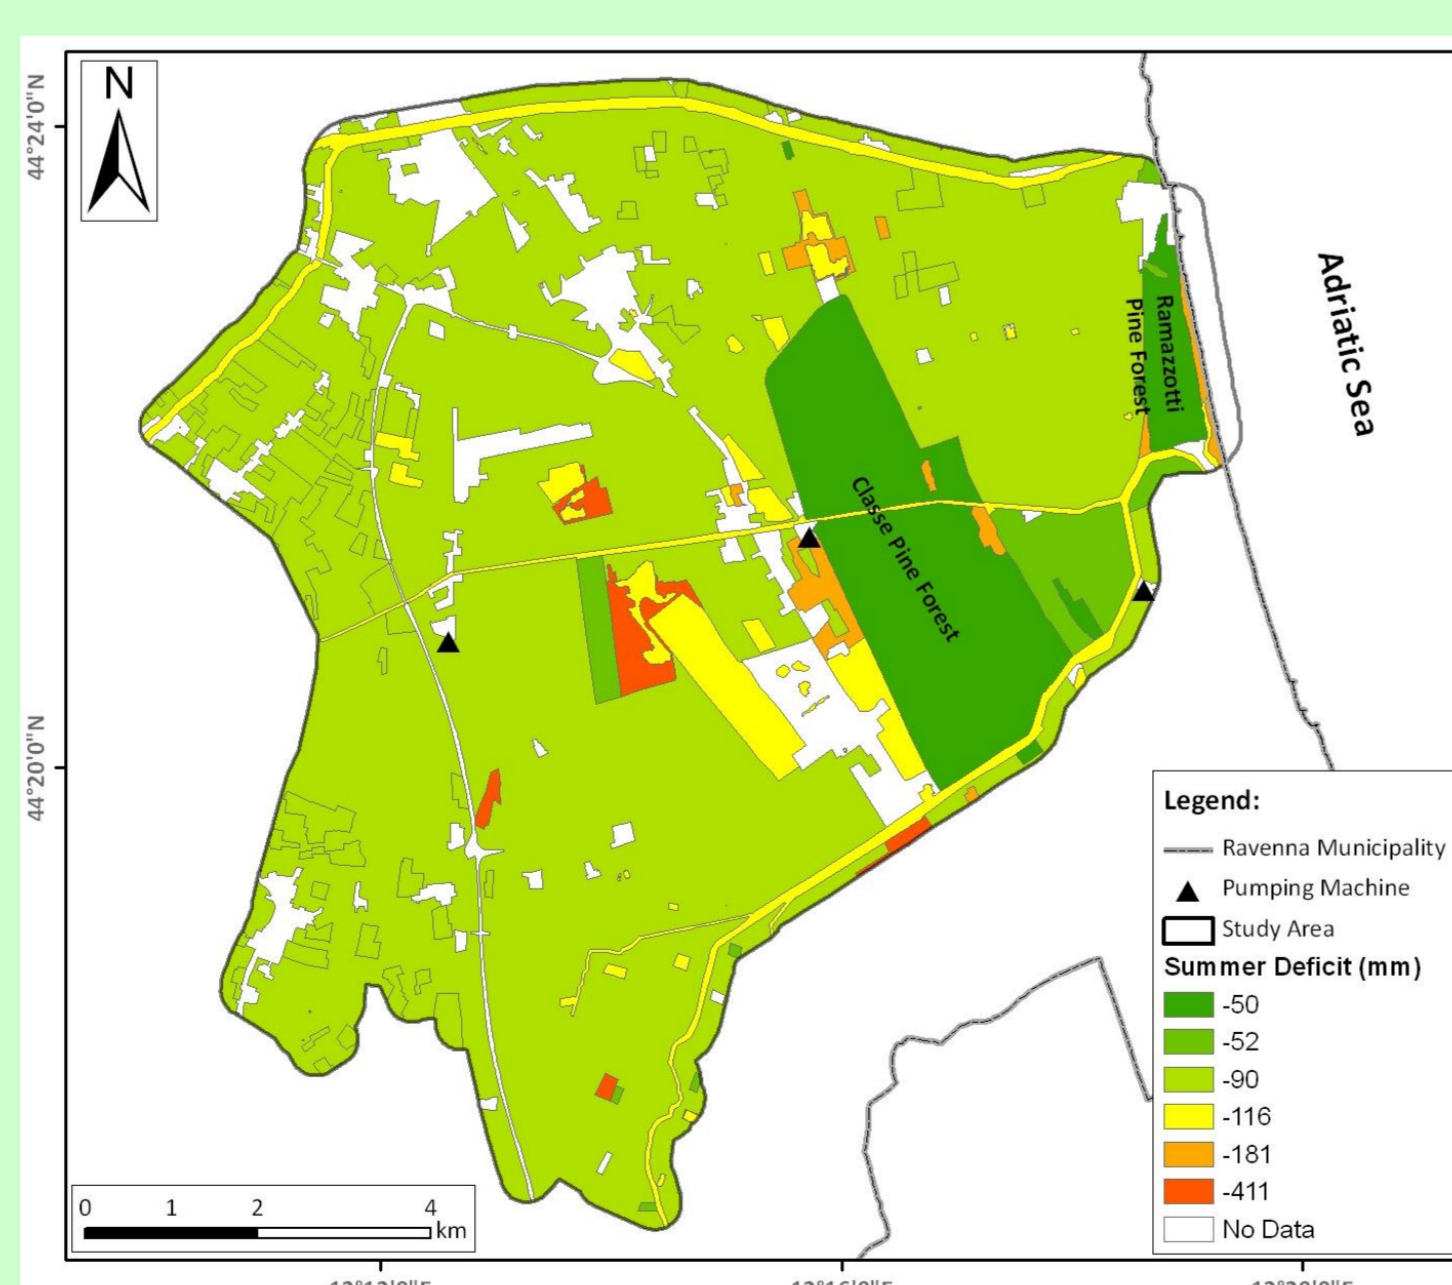 N
44°24'0"N
44°20'0"N
Adriatic Sea
Ramazzotti
Pine Forest
Classe Pine Forest
Legend:
Ravenna Municipality
Pumping Machine
Study Area
Summer Deficit (mm)
-50
-52
-90
-116
-181
-411
No Data
0 1 2 4
km